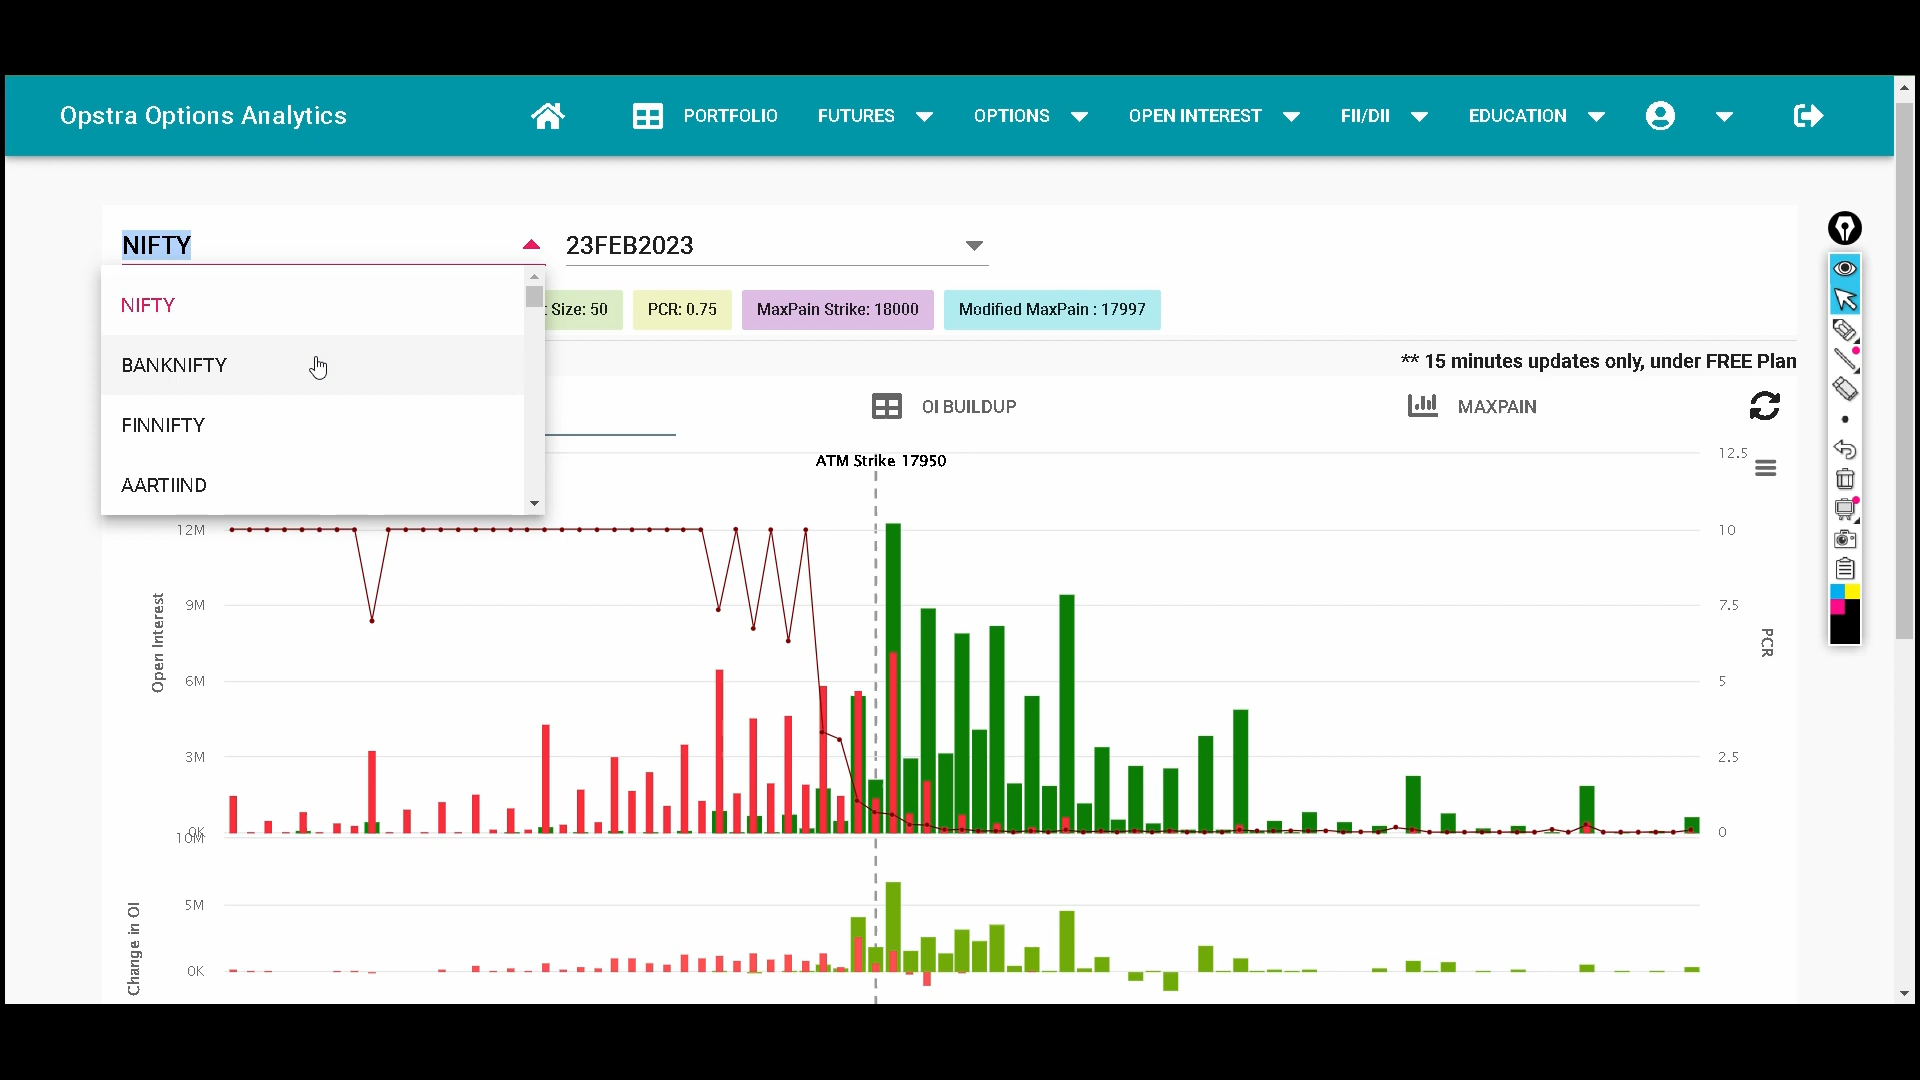 Opstra Options Analytics
PORTFOLIO
FUTURES
OPTIONS
OPEN INTEREST
FII/DII
EDUCATION
NIFTY
23FEB2023
NIFTY
BANKNIFTY
FINNIFTY
AARTIIND
Size: 50
PCR: 0.75
MaxPain Strike: 18000
Modified MaxPain : 17997
** 15 minutes updates only, under FREE Plan
OI BUILDUP
MAXPAIN
ATM Strike 17950
12.5
12M
10
9M
7.5
6M
5
3M
2.5
0K
0
Open Interest
PCR
10M
5M
0K
Change in OI